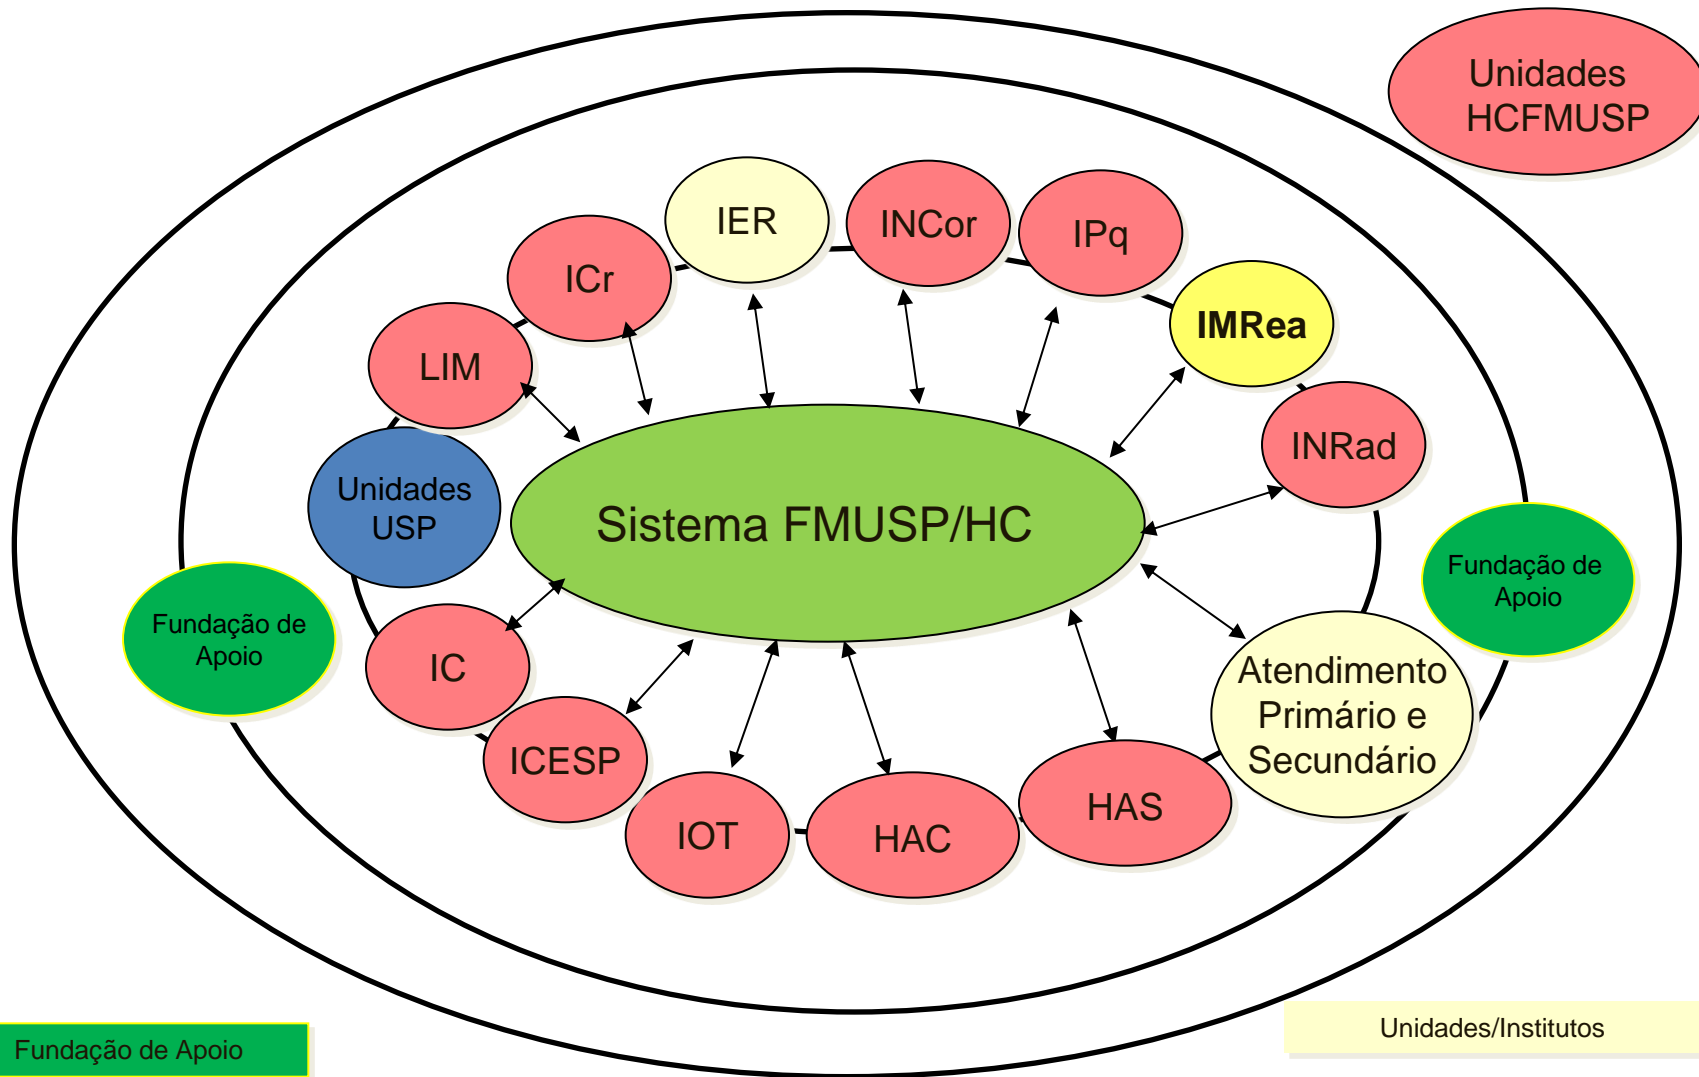 Unidades
HCFMUSP
IER
INCor
IPq
ICr
IMRea
LIM
INRad
Unidades
USP
Sistema FMUSP/HC
Fundação de
Apoio
Fundação de
Apoio
IC
Atendimento
Primário e
Secundário
ICESP
HAS
IOT
HAC
Unidades/Institutos
Fundação de Apoio